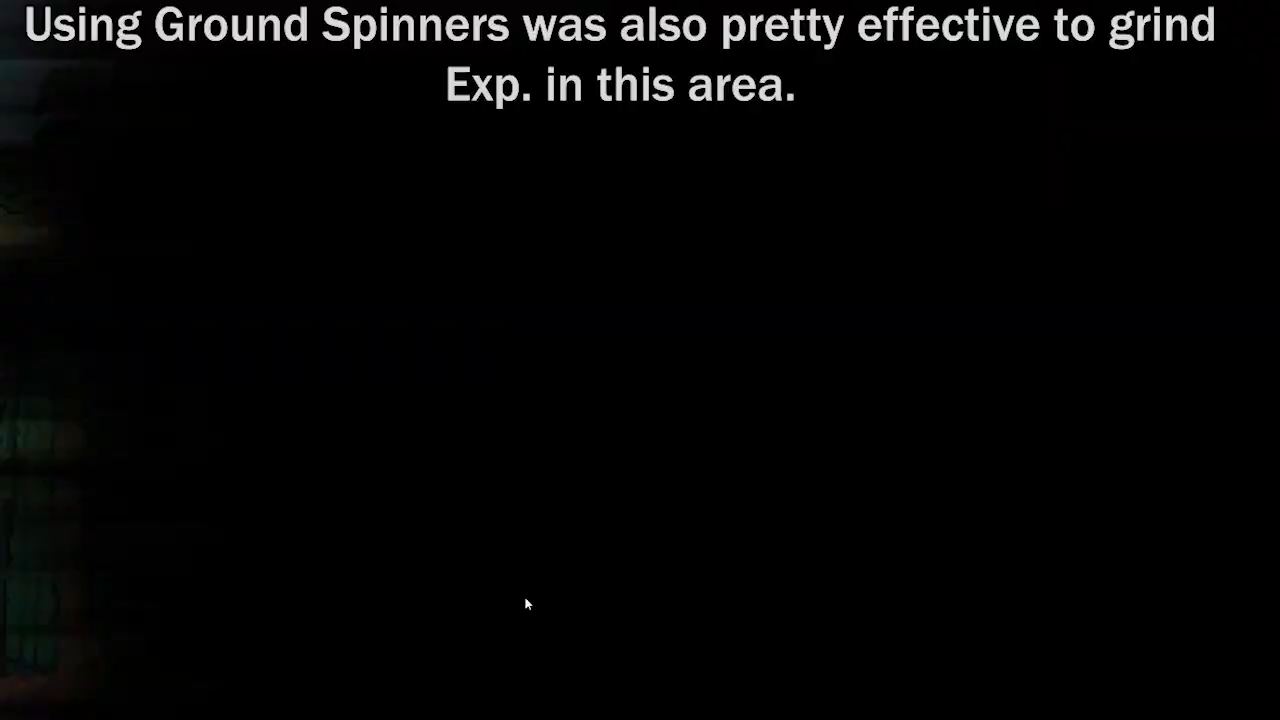 Using Ground Spinners was also pretty effective to grind
Exp. in this area.